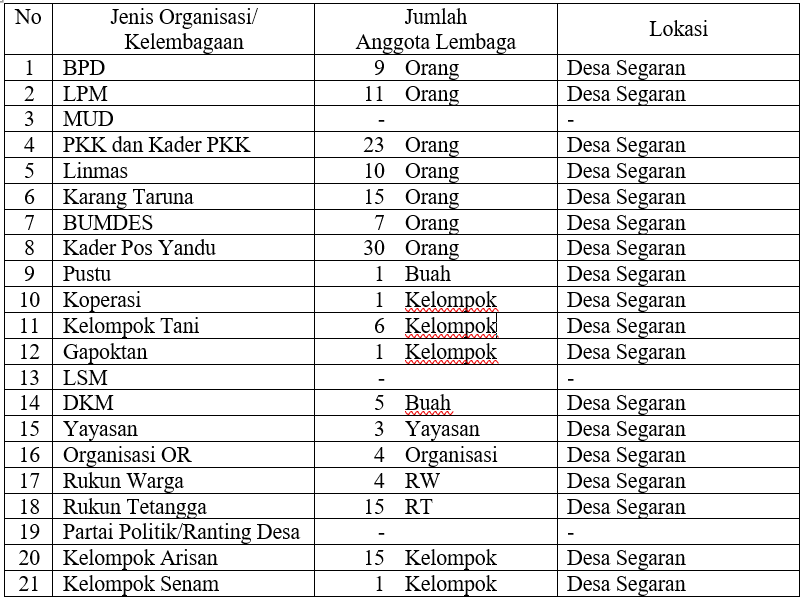 No Jenis Organisasi/ Kelembagaan Jumlah Anggota Lembaga Lokasi
1 BPD 9 Orang Desa Segaran
2 LPM 11 Orang Desa Segaran
3 MUD - -
4 PKK dan Kader PKK 23 Orang Desa Segaran
5 Linmas 10 Orang Desa Segaran
6 Karang Taruna 15 Orang Desa Segaran
7 BUMDES 7 Orang Desa Segaran
8 Kader Pos Yandu 30 Orang Desa Segaran
9 Pustu 1 Buah Desa Segaran
10 Koperasi 1 Kelompok Desa Segaran
11 Kelompok Tani 6 Kelompok Desa Segaran
12 Gapoktan 1 Kelompok Desa Segaran
13 LSM - -
14 DKM 5 Buah Desa Segaran
15 Yayasan 3 Yayasan Desa Segaran
16 Organisasi OR 4 Organisasi Desa Segaran
17 Rukun Warga 4 RW Desa Segaran
18 Rukun Tetangga 15 RT Desa Segaran
19 Partai Politik/Ranting Desa - -
20 Kelompok Arisan 15 Kelompok Desa Segaran
21 Kelompok Senam 1 Kelompok Desa Segaran